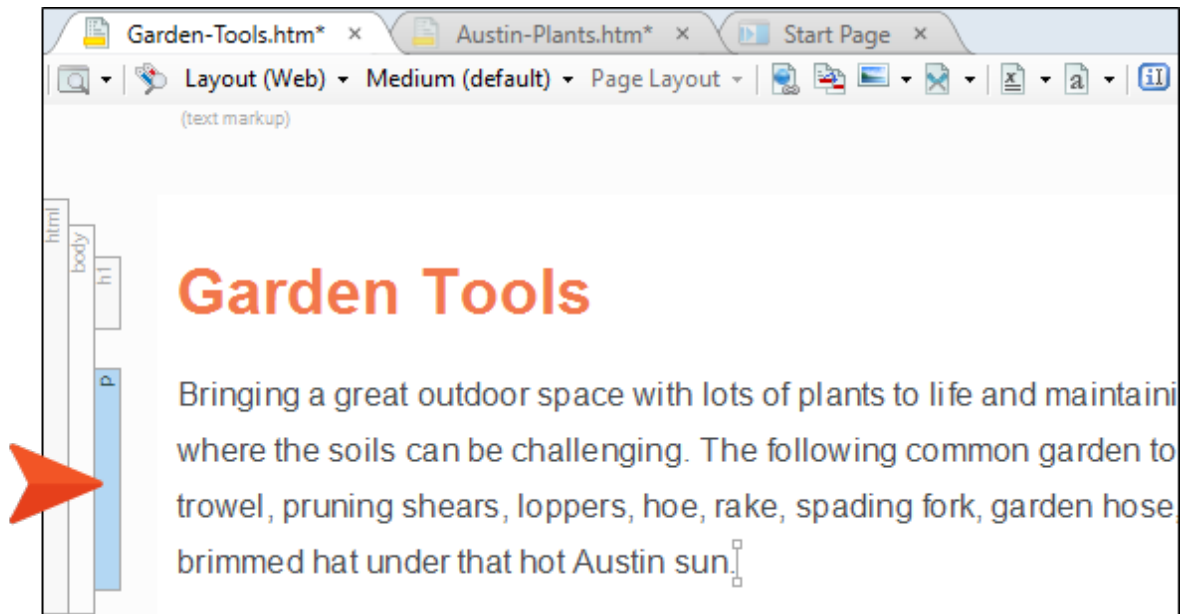 Garden-Tools.htm* × Austin-Plants.htm* × Start Page ×
Layout (Web) Medium (default) Page Layout x a
(text markup)
html
body
h1
Garden Tools
p
Bringing a great outdoor space with lots of plants to life and
where the soils can be challenging. The following common garden
trowel, pruning shears, loppers, hoe, rake, spading fork, garden hose,
brimmed hat under that hot Austin sun.